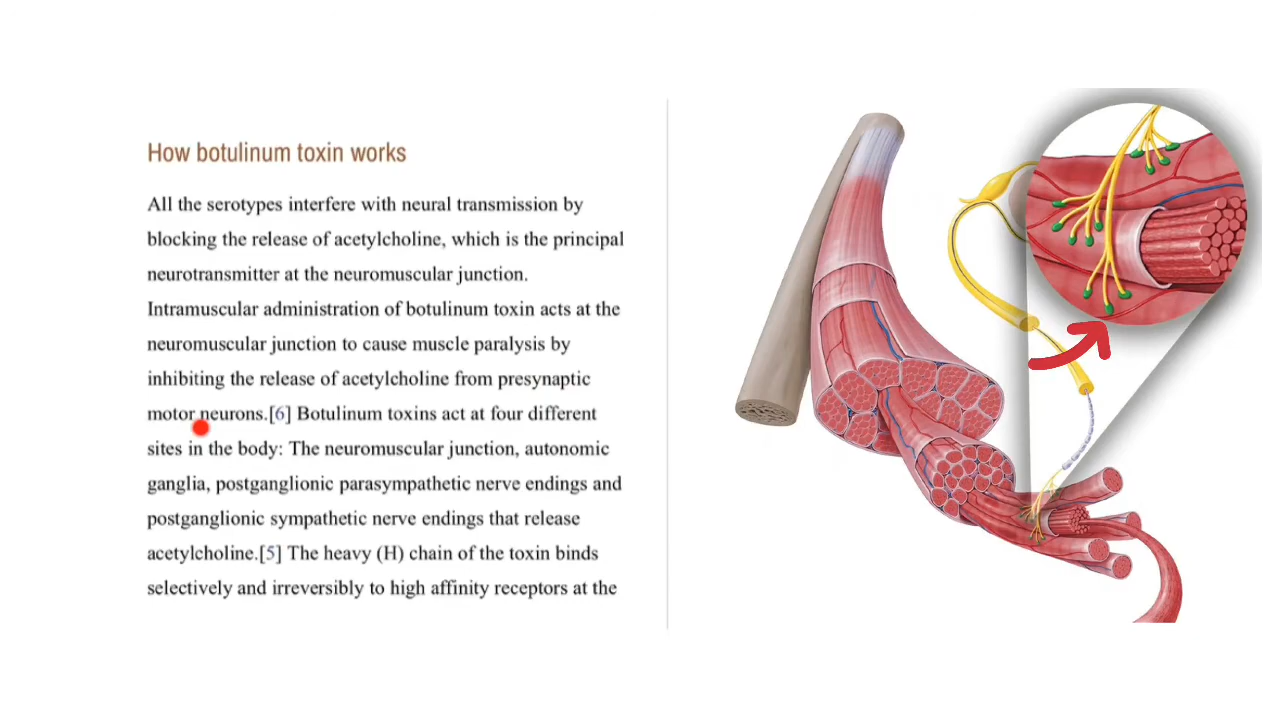 How botulinum toxin works
All the serotypes interfere with neural transmission by
blocking the release of acetylcholine, which is the principal
neurotransmitter at the neuromuscular junction.
Intramuscular administration of botulinum toxin acts at the
neuromuscular junction to cause muscle paralysis by
inhibiting the release of acetylcholine from presynaptic
motor neurons.[6] Botulinum toxins act at four different
sites in the body: The neuromuscular junction, autonomic
ganglia, postganglionic parasympathetic nerve endings and
postganglionic sympathetic nerve endings that release
acetylcholine.[5] The heavy (H) chain of the toxin binds
selectively and irreversibly to high affinity receptors at the